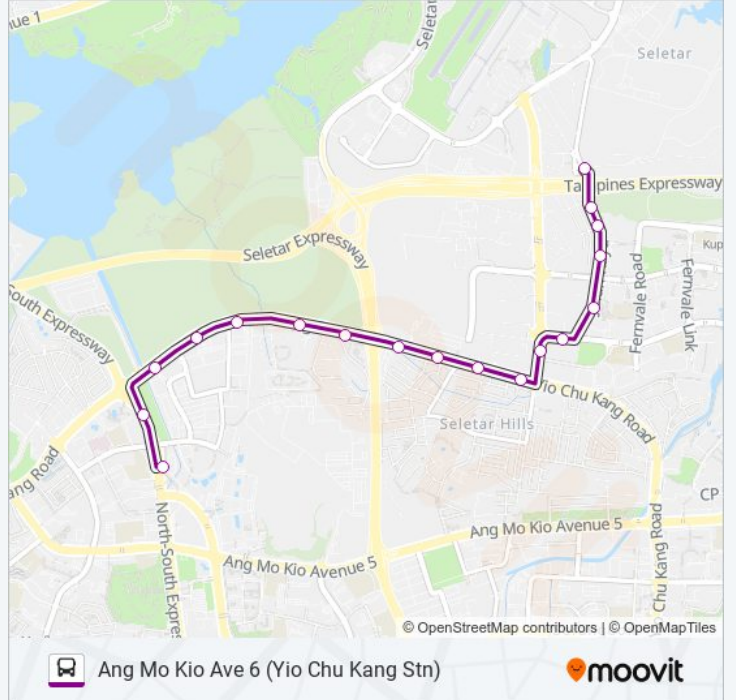 nue 1
Seletar
Seletar
Tampines Expressway
Seletar Expressway
Kup
Fernvale Road
Fernvale Link
South Expressway
Yio Chu Kang Road
Seletar Hills
ang Road
CP
North-South Expres
Ang Mo Kio Avenue 5
Ang Mo Kio Avenue 5
Chu Kang Road
© OpenStreetMap contributors | © OpenMapTiles
Ang Mo Kio Ave 6 (Yio Chu Kang Stn)
moovit